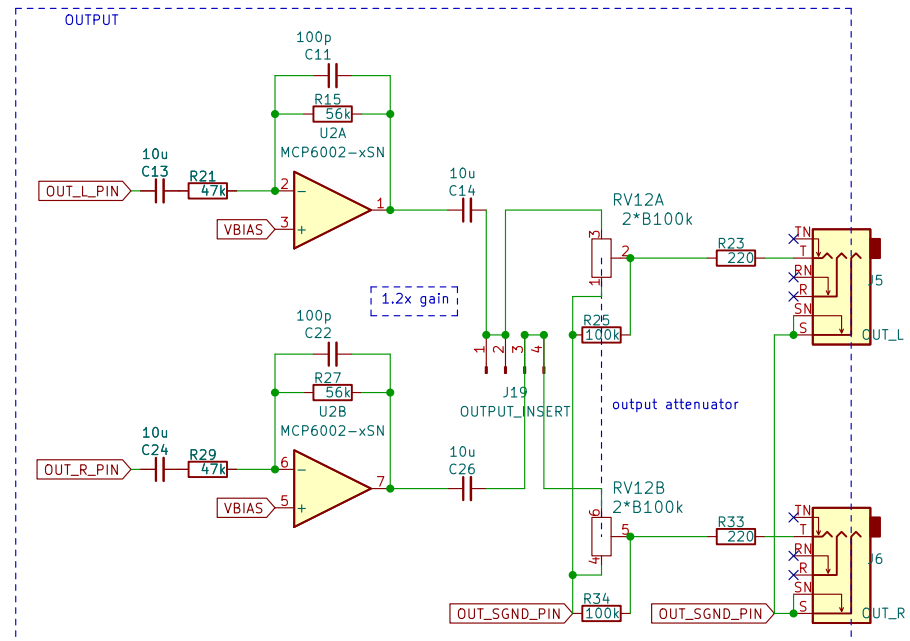 OUTPUT
100p
C11
R15
56k
U2A
MCP6002-xSN
10u
C13
R21
47k
OUT_L_PIN
2
−
1
VBIAS
3
+
10u
C14
RV12A
2*B100k
3
2
1
R23
220
TN
T
RN
R
SN
S
J5
OUT_L
1.2x gain
R25
100k
1
2
3
4
J19
OUTPUT_INSERT
output attenuator
100p
C22
R27
56k
U2B
MCP6002-xSN
10u
C24
R29
47k
OUT_R_PIN
6
−
7
VBIAS
5
+
10u
C26
RV12B
2*B100k
6
5
4
R33
220
TN
T
RN
R
SN
S
J6
OUT_R
OUT_SGND_PIN
R34
100k
OUT_SGND_PIN